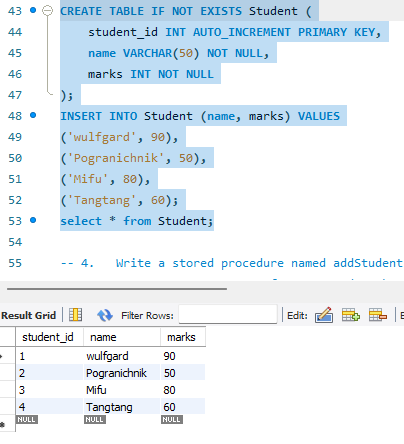 43 CREATE TABLE IF NOT EXISTS Student (
44 student_id INT AUTO_INCREMENT PRIMARY KEY,
45 name VARCHAR(50) NOT NULL,
46 marks INT NOT NULL
47 );
48 INSERT INTO Student (name, marks) VALUES
49 ('wulfgard', 90),
50 ('Pogranichnik', 50),
51 ('Mifu', 80),
52 ('Tangtang', 60);
53 select * from Student;
54
55 -- 4. Write a stored procedure named addStudent
Result Grid Filter Rows: Edit:
student_id name marks
1 wulfgard 90
2 Pogranichnik 50
3 Mifu 80
4 Tangtang 60
NULL NULL NULL